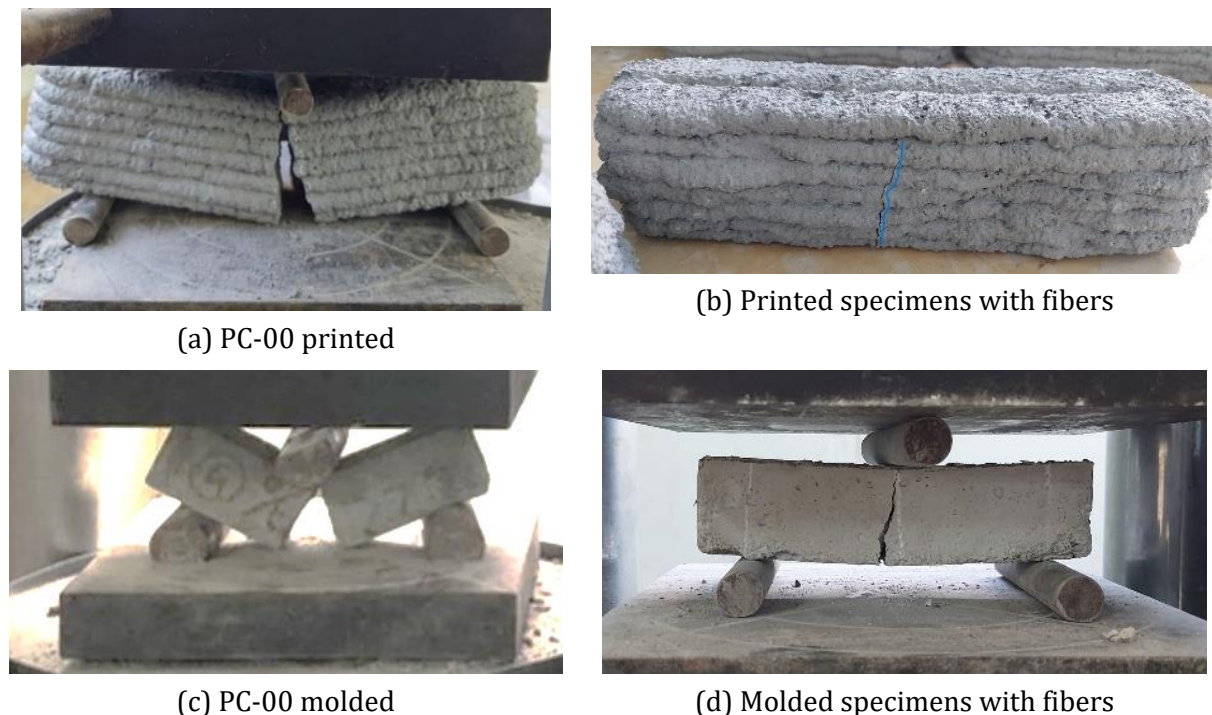 (a) PC-00 printed
(b) Printed specimens with fibers
(c) PC-00 molded
(d) Molded specimens with fibers